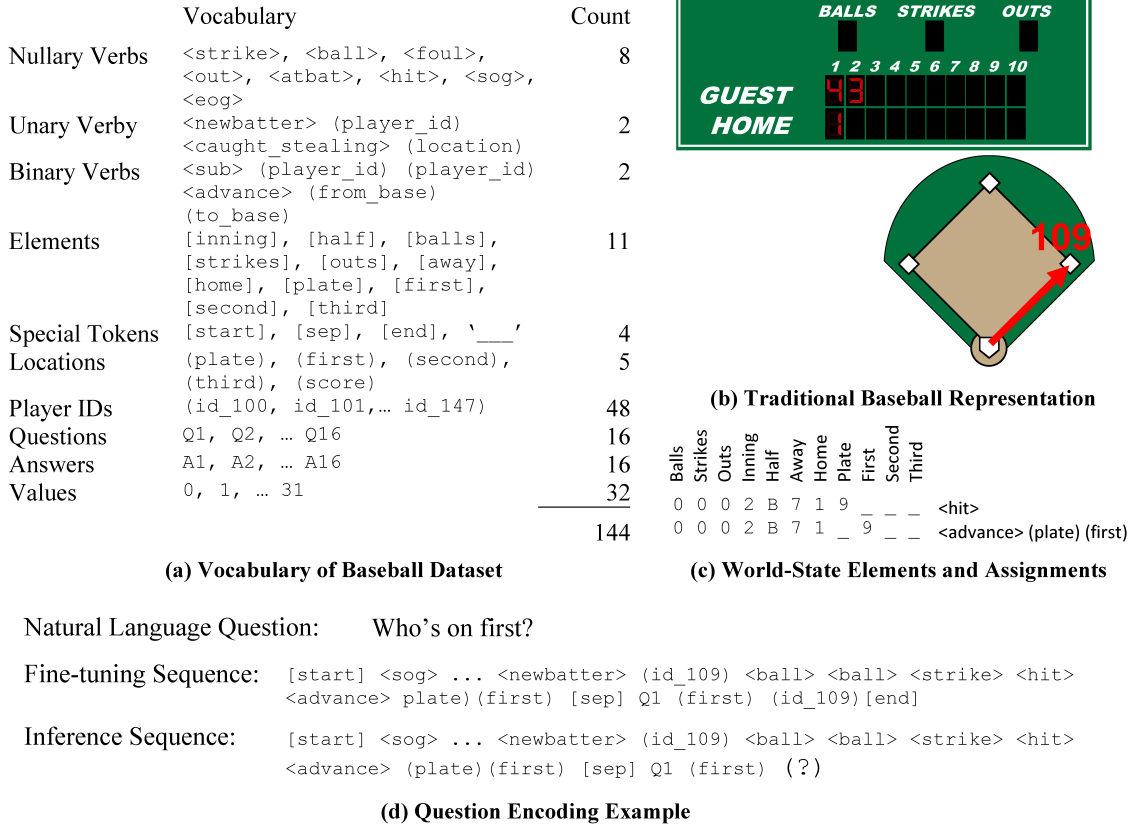 Vocabulary Count
Nullary Verbs <strike>, <ball>, <foul>, 8
<out>, <atbat>, <hit>, <sog>,
<eog>
Unary Verby <newbatter> (player_id) 2
<caught_stealing> (location)
Binary Verbs <sub> (player_id) (player_id) 2
<advance> (from_base)
(to_base)
Elements [inning], [half], [balls], 11
[strikes], [outs], [away],
[home], [plate], [first],
[second], [third]
Special Tokens [start], [sep], [end], ‘___’ 4
Locations (plate), (first), (second), 5
(third), (score)
Player IDs (id_100, id_101,… id_147) 48
Questions Q1, Q2, … Q16 16
Answers A1, A2, … A16 16
Values 0, 1, … 31 32
144
(a) Vocabulary of Baseball Dataset
BALLS STRIKES OUTS
1 2 3 4 5 6 7 8 9 10
GUEST 4 3
HOME 1
109
(b) Traditional Baseball Representation
Balls Strikes Outs Inning Half Away Home Plate First Second Third
0 0 0 2 B 7 1 9 _ _ _ <hit>
0 0 0 2 B 7 1 _ 9 _ _ <advance> (plate) (first)
(c) World-State Elements and Assignments
Natural Language Question: Who’s on first?
Fine-tuning Sequence: [start] <sog> ... <newbatter> (id_109) <ball> <ball> <strike> <hit>
<advance> plate)(first) [sep] Q1 (first) (id_109)[end]
Inference Sequence: [start] <sog> ... <newbatter> (id_109) <ball> <ball> <strike> <hit>
<advance> (plate)(first) [sep] Q1 (first) (?)
(d) Question Encoding Example